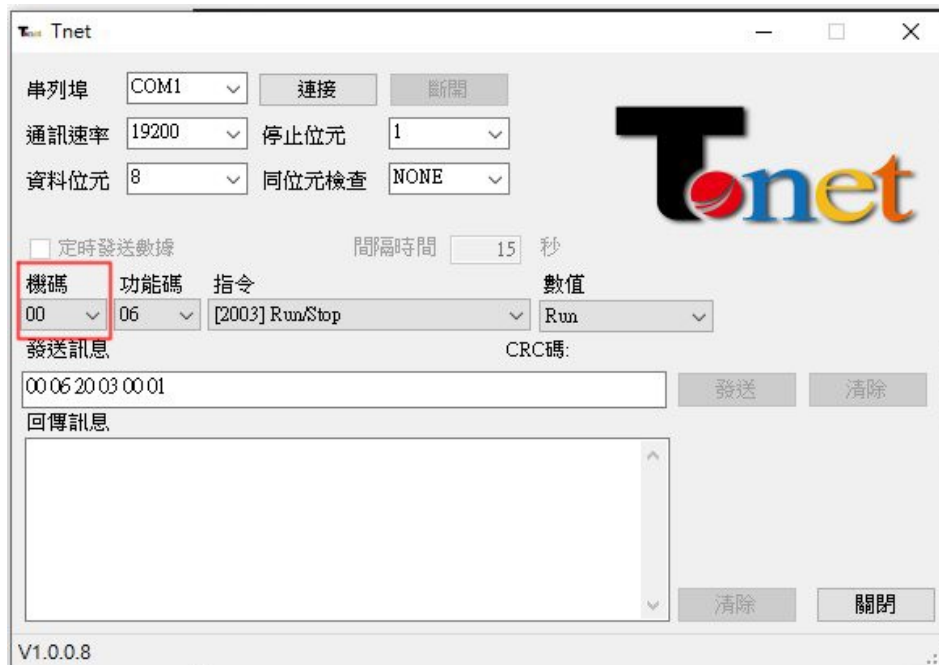 Tonet Tnet
串列埠 COM1 連接 斷開
通訊速率 19200 停止位元 1
資料位元 8 同位元檢查 NONE
Tonet
定時發送數據 間隔時間 15 秒
機碼 功能碼 指令 數值
00 06 [2003] Run/Stop Run
發送訊息 CRC碼:
00 06 20 03 00 01 發送 清除
回傳訊息
清除 關閉
V1.0.0.8